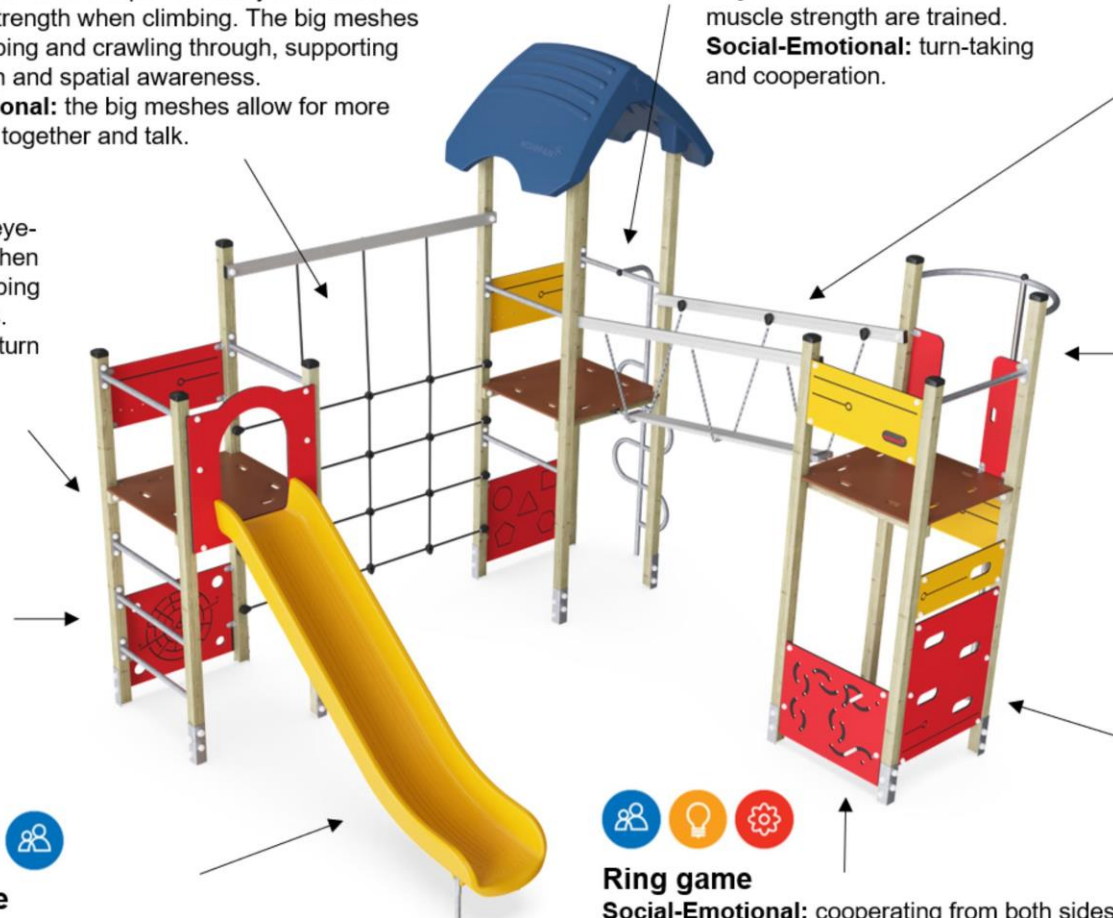 trength when climbing. The big meshes
bing and crawling through, supporting
n and spatial awareness.
onal: the big meshes allow for more
together and talk.
muscle strength are trained.
Social-Emotional: turn-taking
and cooperation.
eye-
hen
bing
turn
KOMPAN
e
Ring game
Social-Emotional: cooperating from both sides